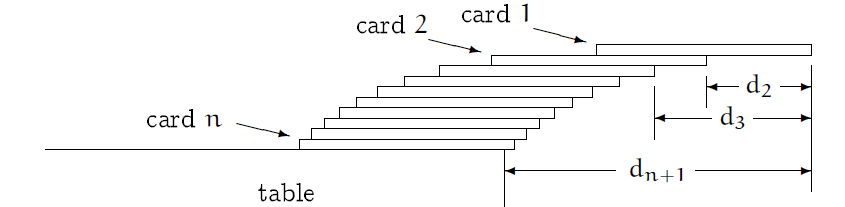 card 1
card 2
d₂
card n
d₃
dₙ₊₁
table